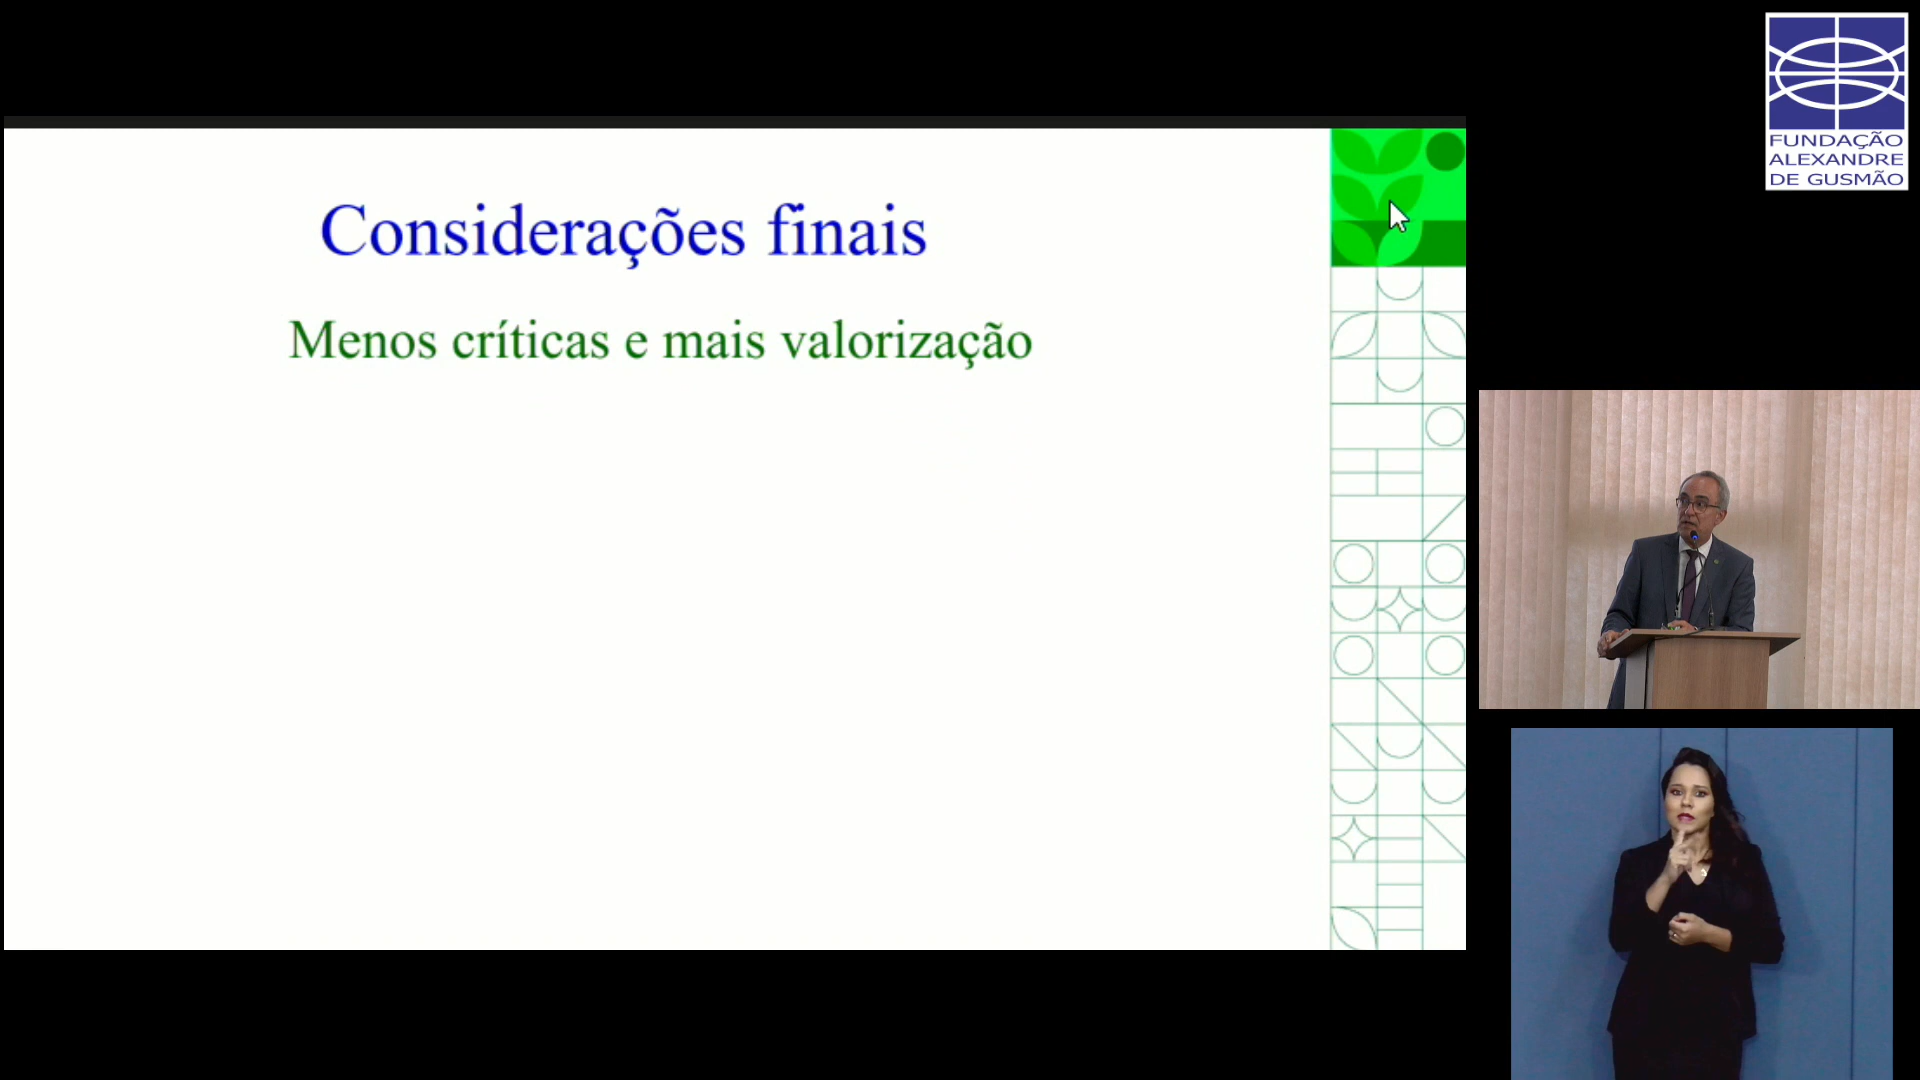 Considerações finais
Menos críticas e mais valorização
FUNDAÇÃO
ALEXANDRE
DE GUSMÃO